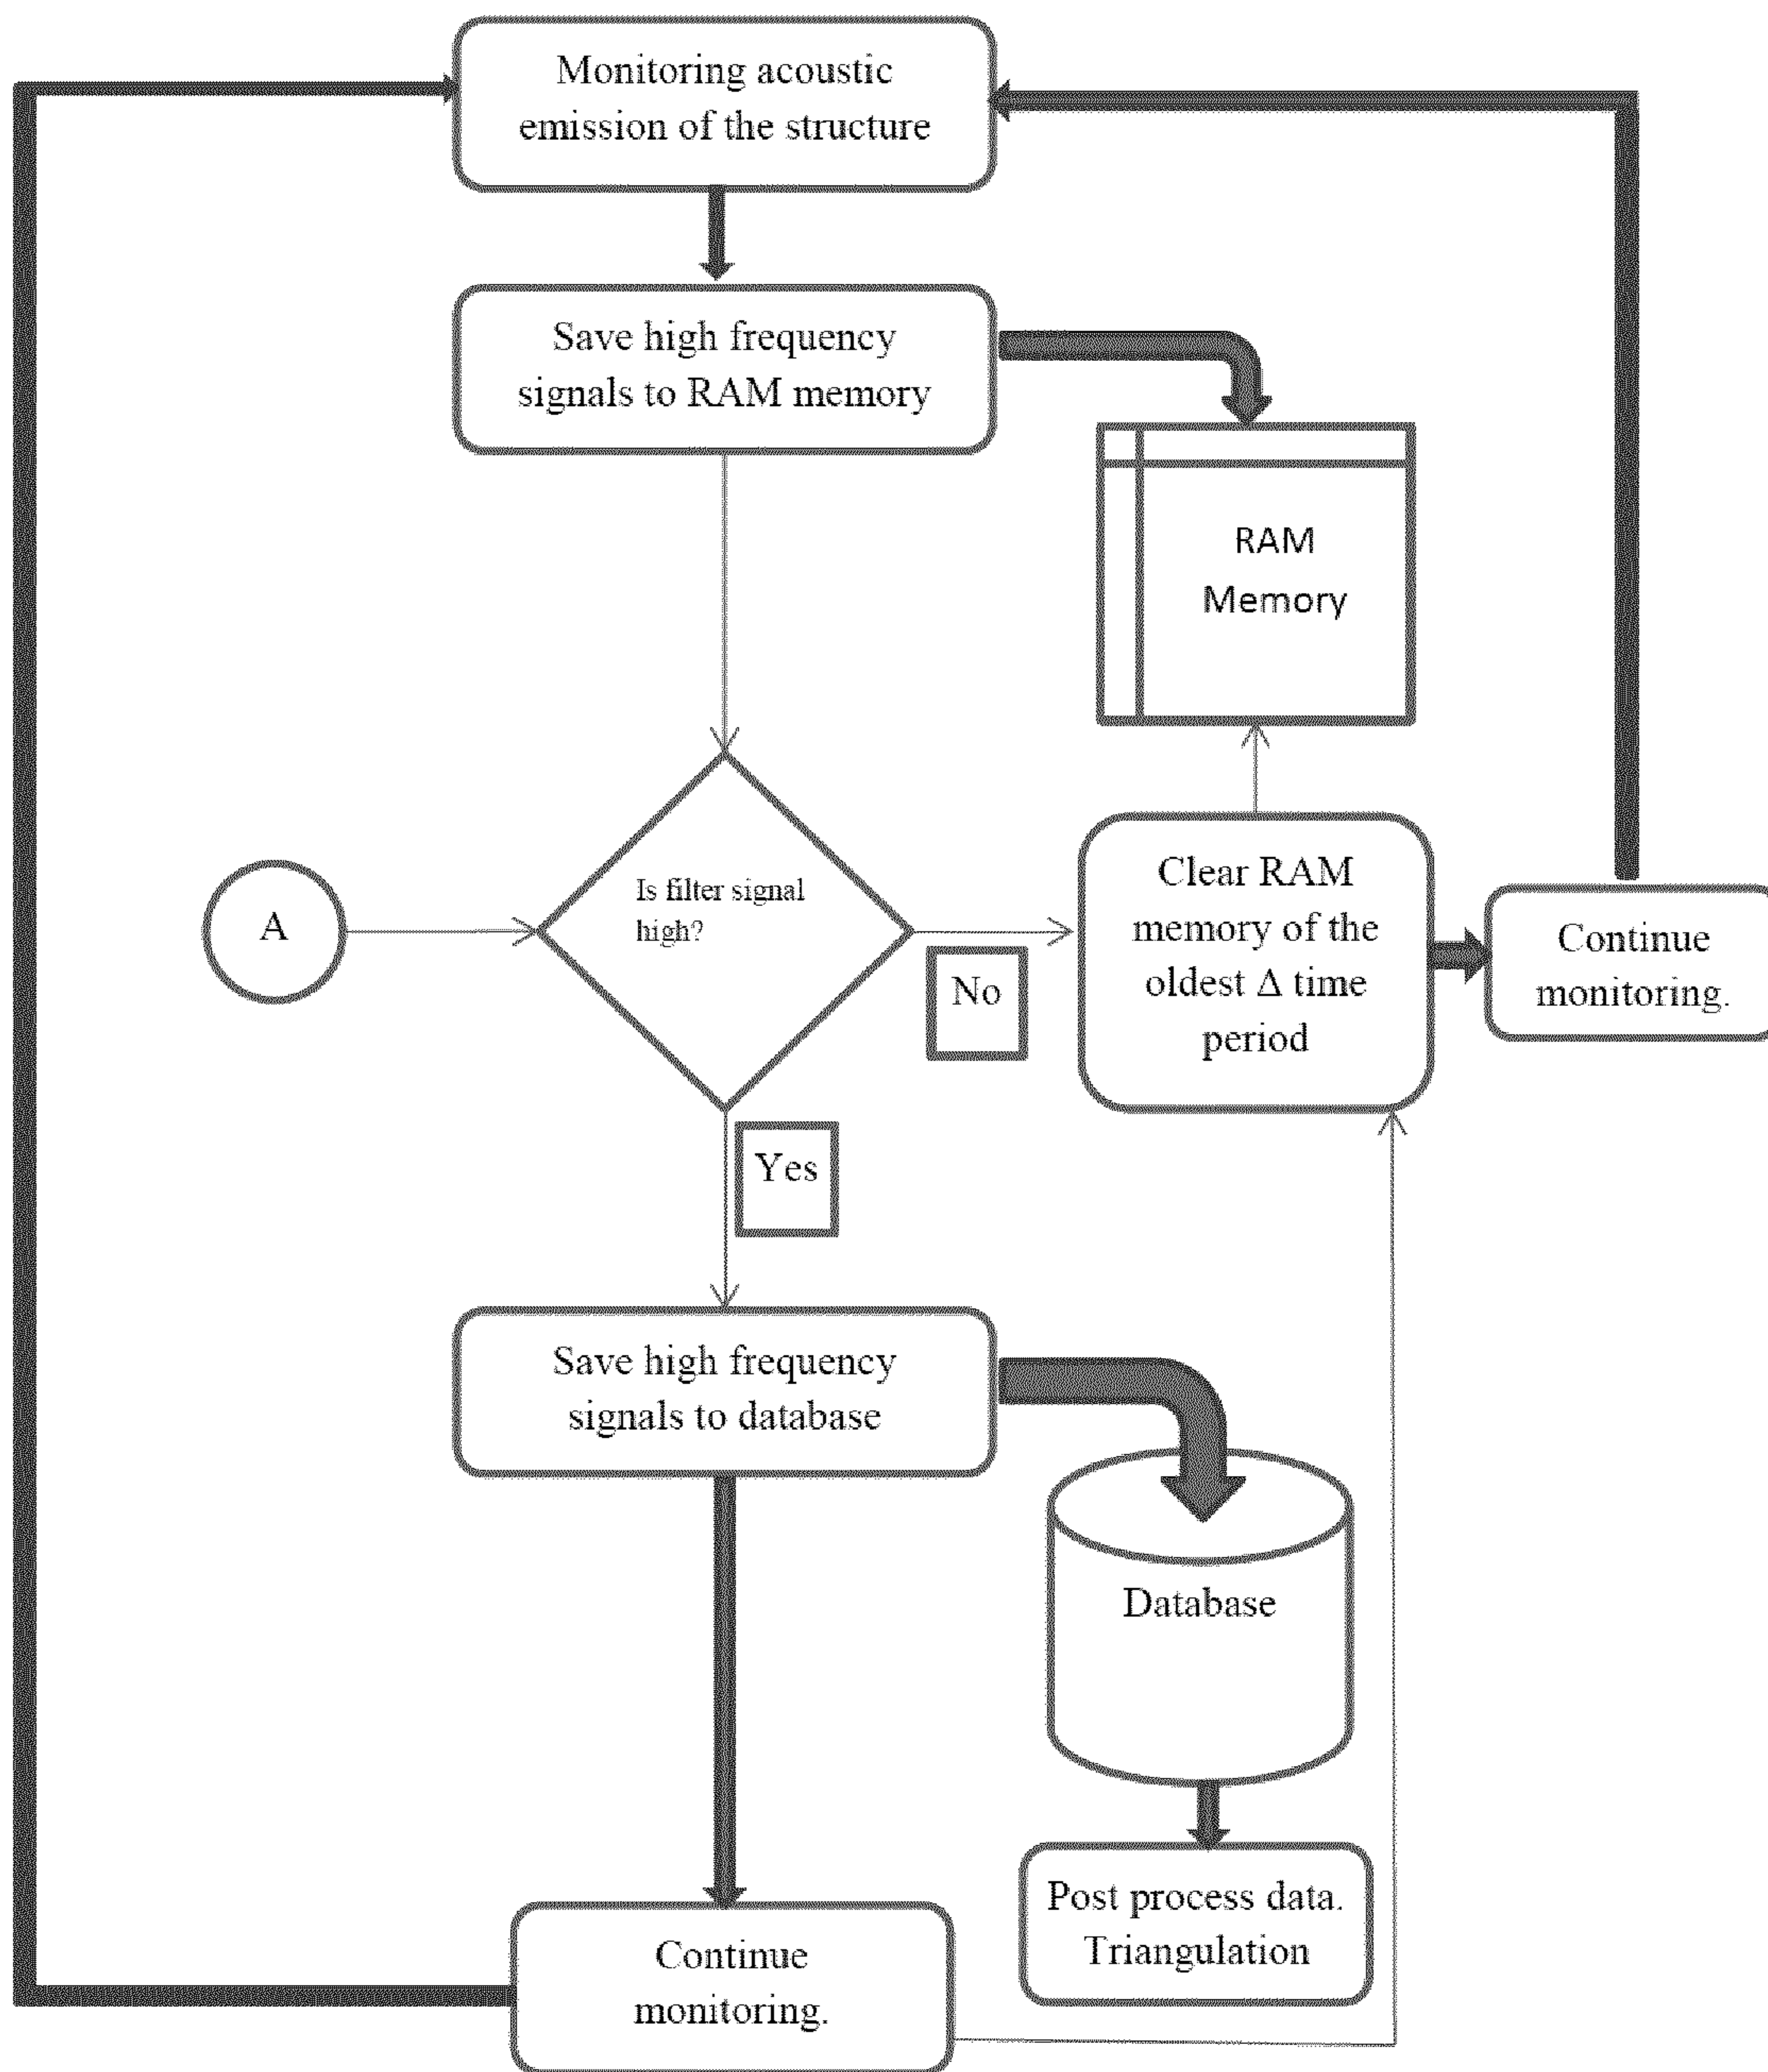 Monitoring acoustic
emission of the structure
Save high frequency
signals to RAM memory
RAM
Memory
A
Is filter signal
high?
No
Clear RAM
memory of the
oldest Δ time
period
Continue
monitoring.
Yes
Save high frequency
signals to database
Database
Post process data.
Triangulation
Continue
monitoring.